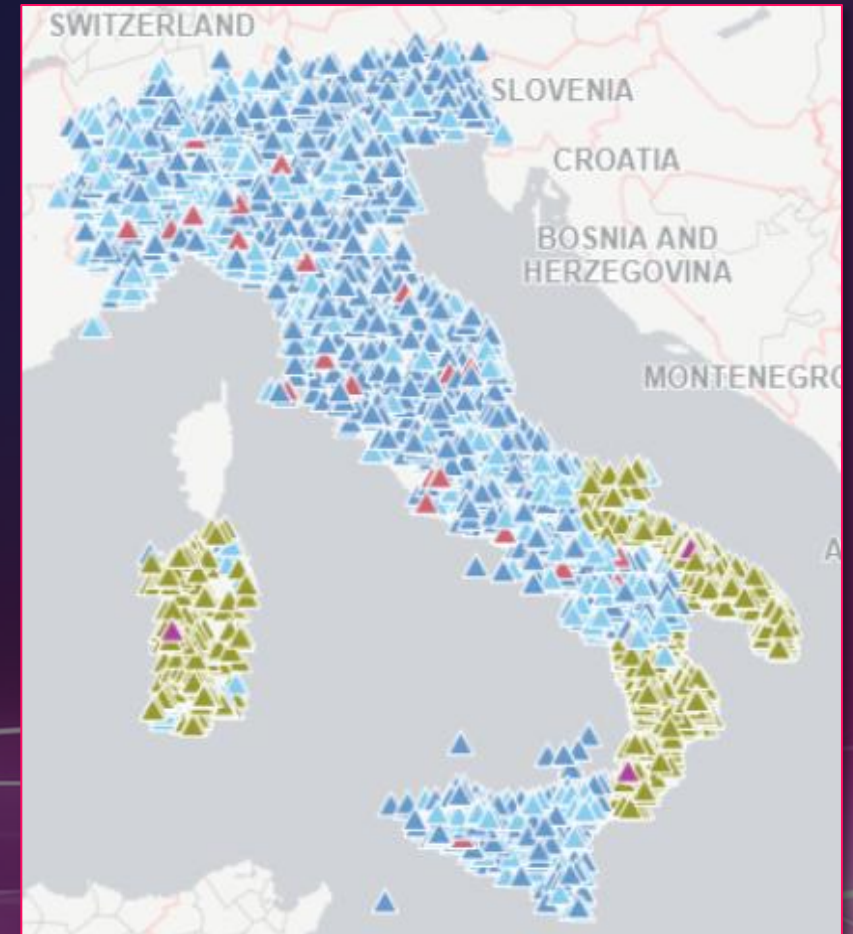 SWITZERLAND
SLOVENIA
CROATIA
BOSNIA AND
HERZEGOVINA
MONTENEGRO
A